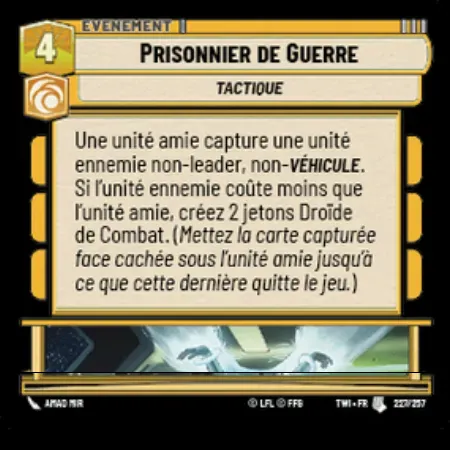 EVENEMENT
4
PRISONNIER DE GUERRE
TACTIQUE
Une unité amie capture une unité
ennemie non-leader, non-VÉHICULE.
Si l'unité ennemie coûte moins que
l'unité amie, créez 2 jetons Droïde
de Combat. (Mettez la carte capturée
face cachée sous l'unité amie jusqu'à
ce que cette dernière quitte le jeu.)
AMAD MIR © LFL © FFG TWI • FR 227/257